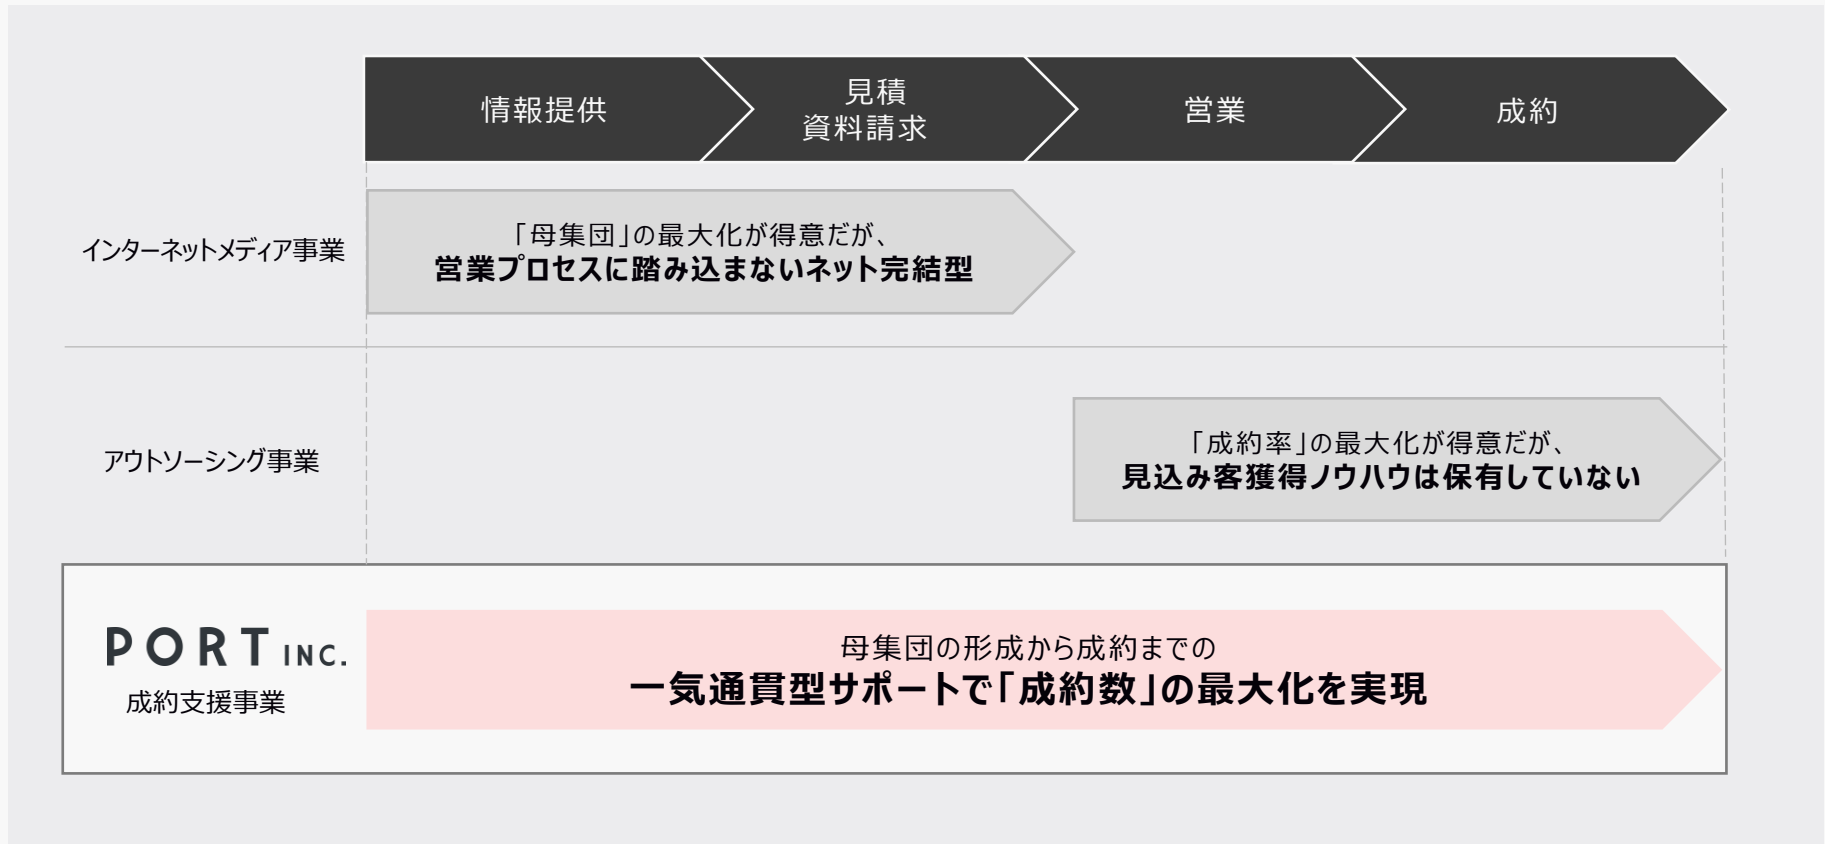 情報提供
見積
資料請求
営業
成約
インターネットメディア事業
「母集団」の最大化が得意だが、
営業プロセスに踏み込まないネット完結型
アウトソーシング事業
「成約率」の最大化が得意だが、
見込み客獲得ノウハウは保有していない
PORT INC.
成約支援事業
母集団の形成から成約までの
一気通貫型サポートで「成約数」の最大化を実現